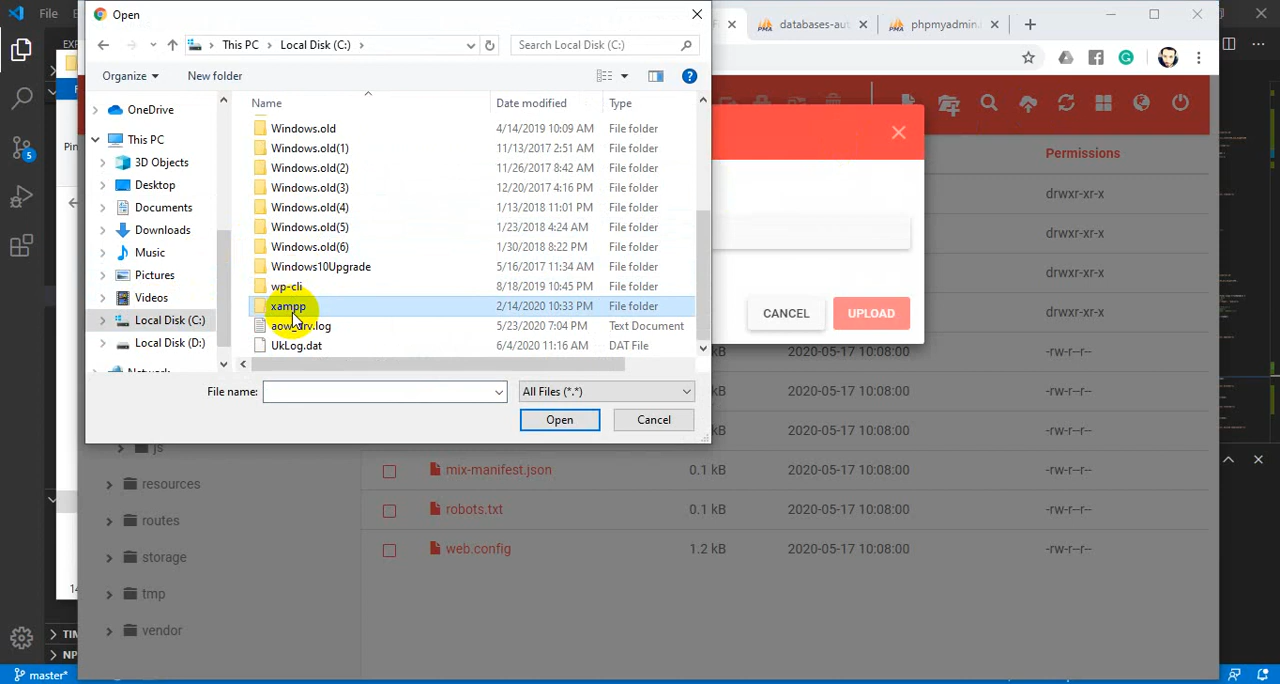 File
Open
databases-aut
phpmyadmin.
EXP
This PC
Local Disk (C:)
Search Local Disk (C:)
Organize
New folder
OneDrive
This PC
3D Objects
Desktop
Documents
Downloads
Music
Pictures
Videos
Local Disk (C:)
Local Disk (D:)
Network
Name
Date modified
Type
Windows.old
4/14/2019 10:09 AM
File folder
Windows.old(1)
11/13/2017 2:51 AM
File folder
Windows.old(2)
11/26/2017 8:42 AM
File folder
Windows.old(3)
12/20/2017 4:16 PM
File folder
Windows.old(4)
1/13/2018 11:01 PM
File folder
Windows.old(5)
1/23/2018 4:24 AM
File folder
Windows.old(6)
1/30/2018 8:22 PM
File folder
Windows10Upgrade
5/16/2017 11:34 AM
File folder
wp-cli
8/18/2019 10:45 PM
File folder
xampp
2/14/2020 10:33 PM
File folder
aow_drv.log
5/23/2020 7:04 PM
Text Document
UkLog.dat
6/4/2020 11:16 AM
DAT File
File name:
All Files (*.*)
Open
Cancel
Permissions
drwxr-xr-x
drwxr-xr-x
drwxr-xr-x
drwxr-xr-x
CANCEL
UPLOAD
2020-05-17 10:08:00
-rw-r--r--
2020-05-17 10:08:00
-rw-r--r--
2020-05-17 10:08:00
-rw-r--r--
mix-manifest.json
0.1 kB
2020-05-17 10:08:00
-rw-r--r--
robots.txt
0.1 kB
2020-05-17 10:08:00
-rw-r--r--
web.config
1.2 kB
2020-05-17 10:08:00
-rw-r--r--
js
resources
routes
storage
tmp
vendor
Pin
5
14
TIM
NP
master*